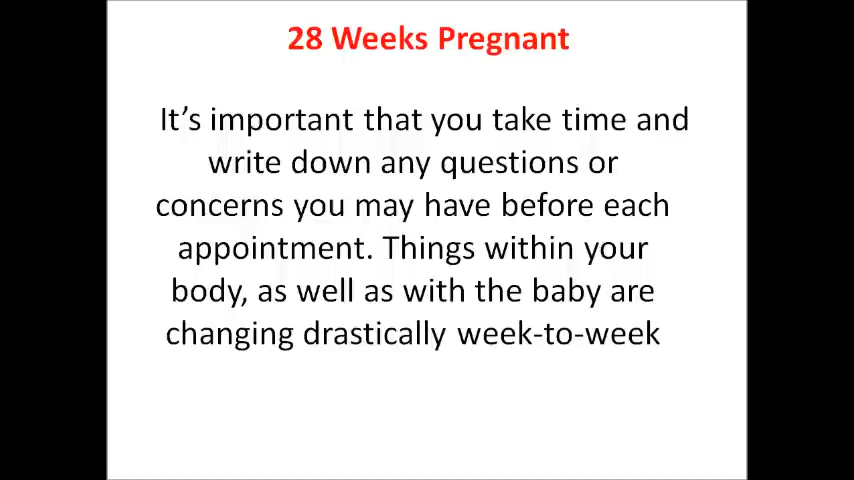 28 Weeks Pregnant
It’s important that you take time and
write down any questions or
concerns you may have before each
appointment. Things within your
body, as well as with the baby are
changing drastically week-to-week